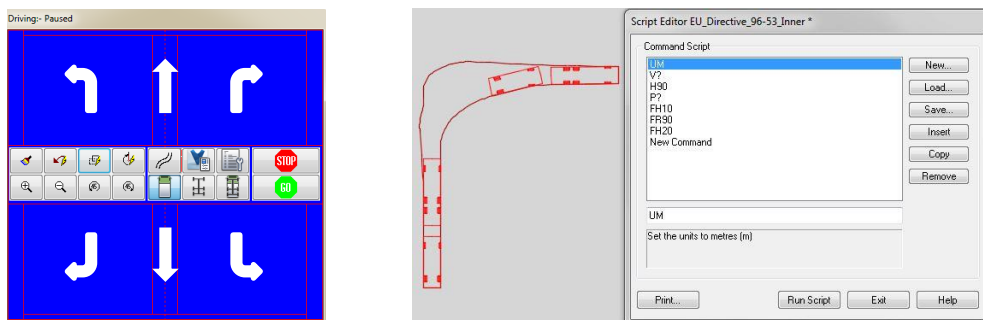 Driving:- Paused
STOP
GO
Script Editor EU_Directive_96-53_Inner *
Command Script
UM
V?
H90
P?
FH10
FR90
FH20
New Command
New...
Load...
Save...
Insert
Copy
Remove
UM
Set the units to metres (m)
Print...
Run Script
Exit
Help